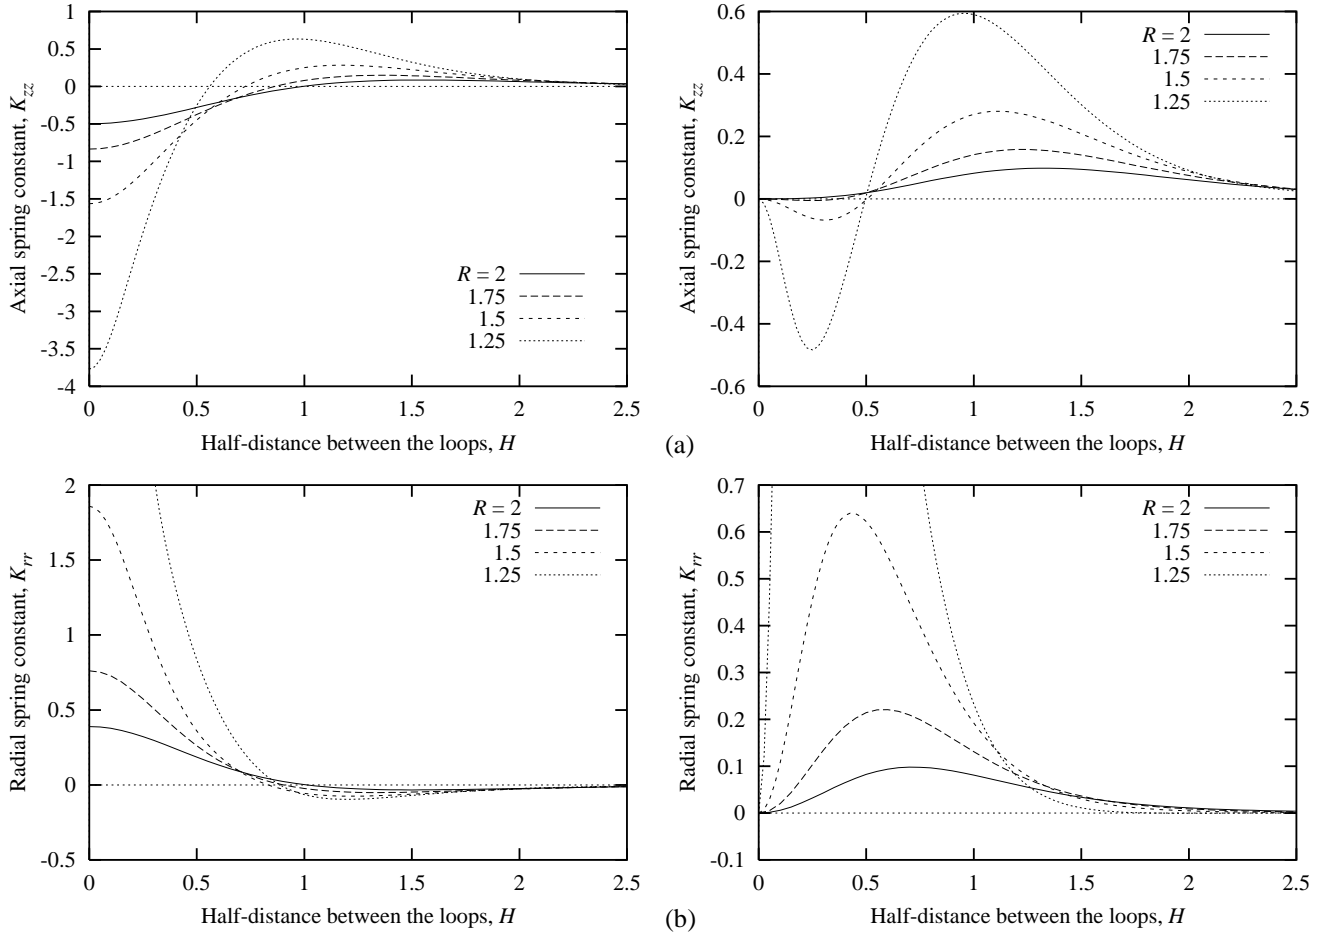 1
0.5
0
-0.5
-1
-1.5
-2
-2.5
-3
-3.5
-4
Axial spring constant, Kzz
R = 2
1.75
1.5
1.25
0 0.5 1 1.5 2 2.5
Half-distance between the loops, H
0.6
0.4
0.2
0
-0.2
-0.4
-0.6
Axial spring constant, Kzz
R = 2
1.75
1.5
1.25
0 0.5 1 1.5 2 2.5
Half-distance between the loops, H
(a)
2
1.5
1
0.5
0
-0.5
Radial spring constant, Krr
R = 2
1.75
1.5
1.25
0 0.5 1 1.5 2 2.5
Half-distance between the loops, H
0.7
0.6
0.5
0.4
0.3
0.2
0.1
0
-0.1
Radial spring constant, Krr
R = 2
1.75
1.5
1.25
0 0.5 1 1.5 2 2.5
Half-distance between the loops, H
(b)